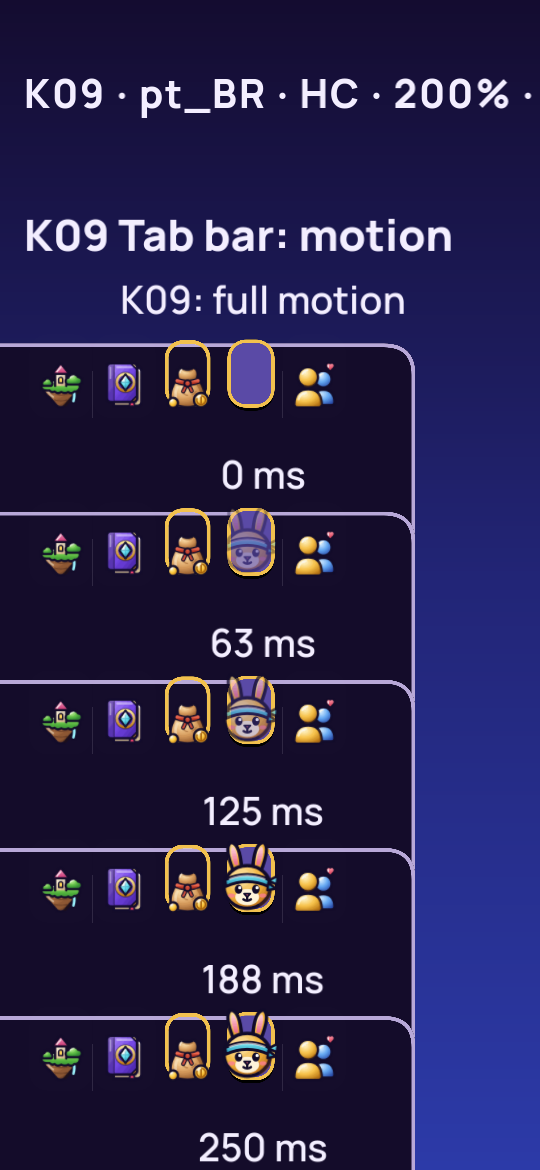 K09 · pt_BR · HC · 200% ·
K09 Tab bar: motion
K09: full motion
0 ms
63 ms
125 ms
188 ms
250 ms